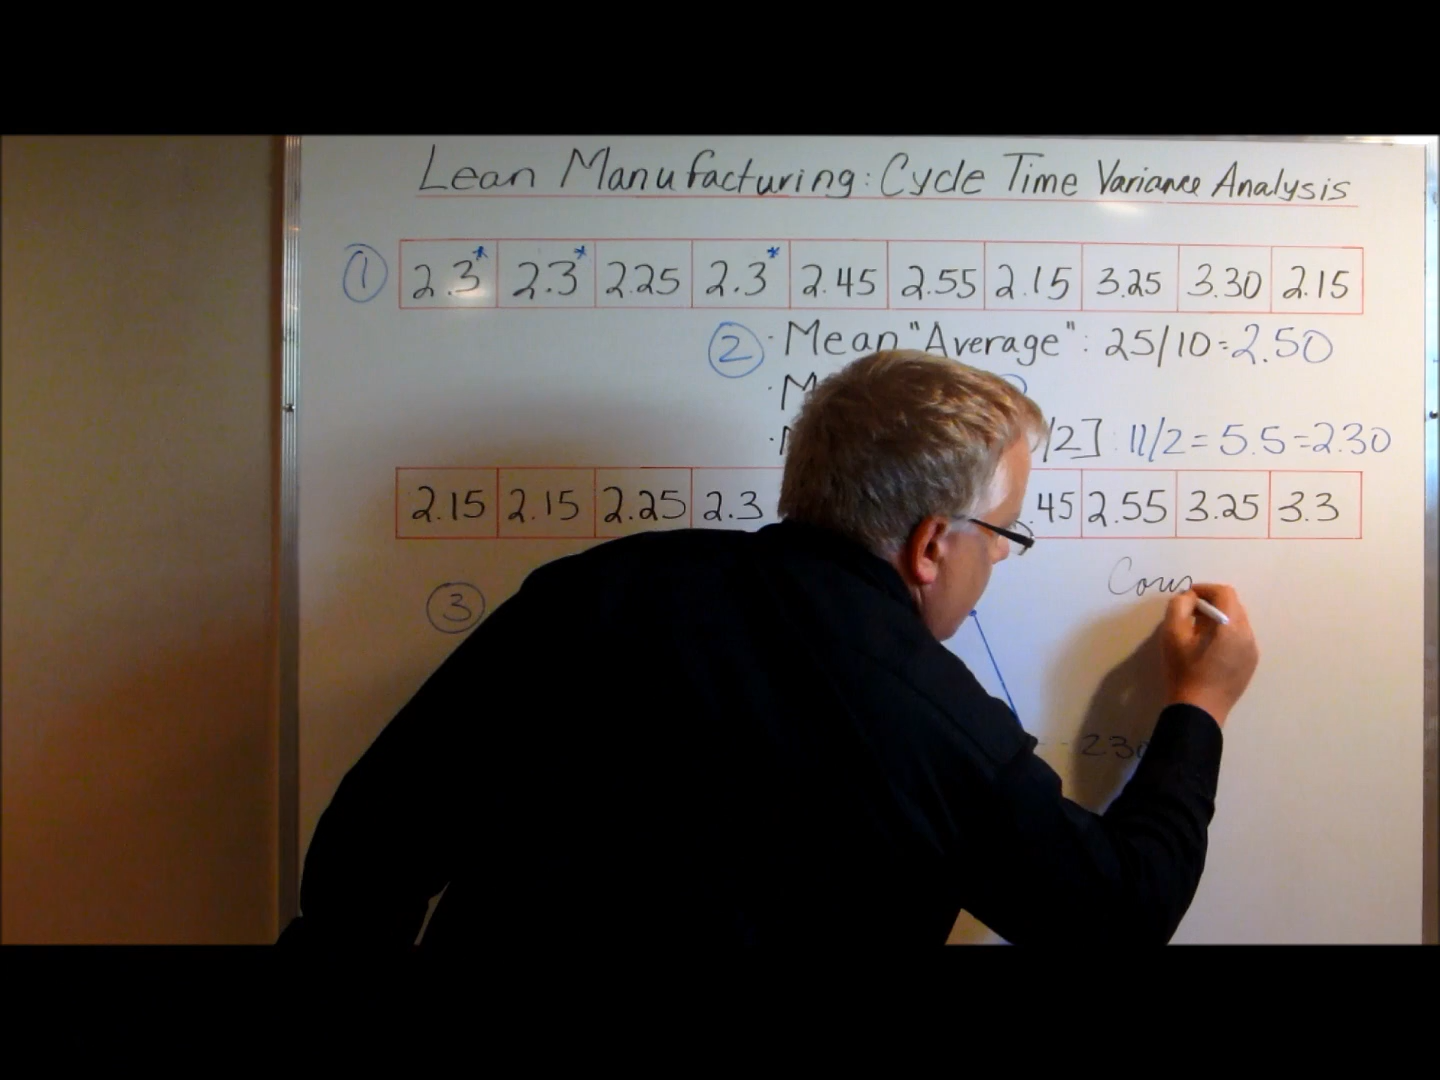 Lean Manufacturing: Cycle Time Variance Analysis
1 2.3* 2.3* 2.25 2.3* 2.45 2.55 2.15 3.25 3.30 2.15
2 · Mean "Average": 25/10=2.50
· M
/2] : 11/2=5.5=2.30
2.15 2.15 2.25 2.3 .45 2.55 3.25 3.3
3 Cous
230